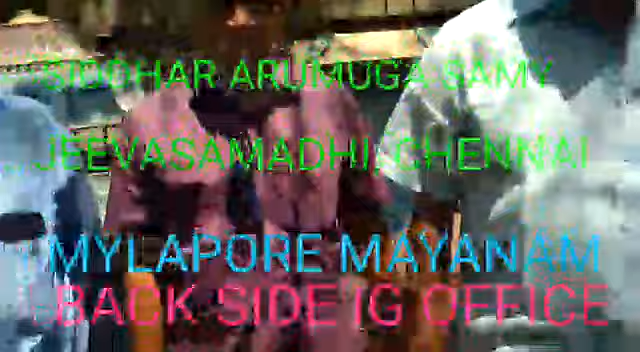 SIDDHAR ARUMUGA SAMY
JEEVASAMADHI, CHENNAI
MYLAPORE MAYANAM
BACK SIDE IG OFFICE